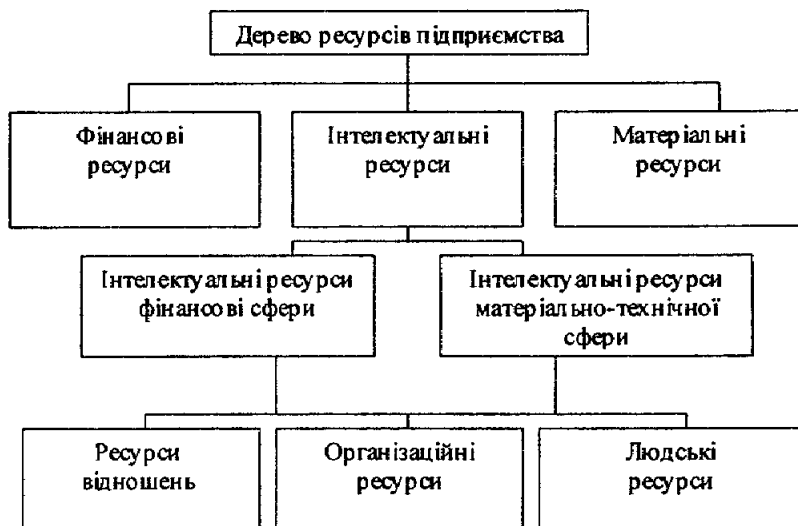 Дерево ресурсів підприємства
Фінансові
ресурси
Інтелектуальні
ресурси
Матеріальні
ресурси
Інтелектуальні ресурси
фінансові сфери
Інтелектуальні ресурси
матеріально-технічної
сфери
Ресурси
відношень
Організаційні
ресурси
Людські
ресурси